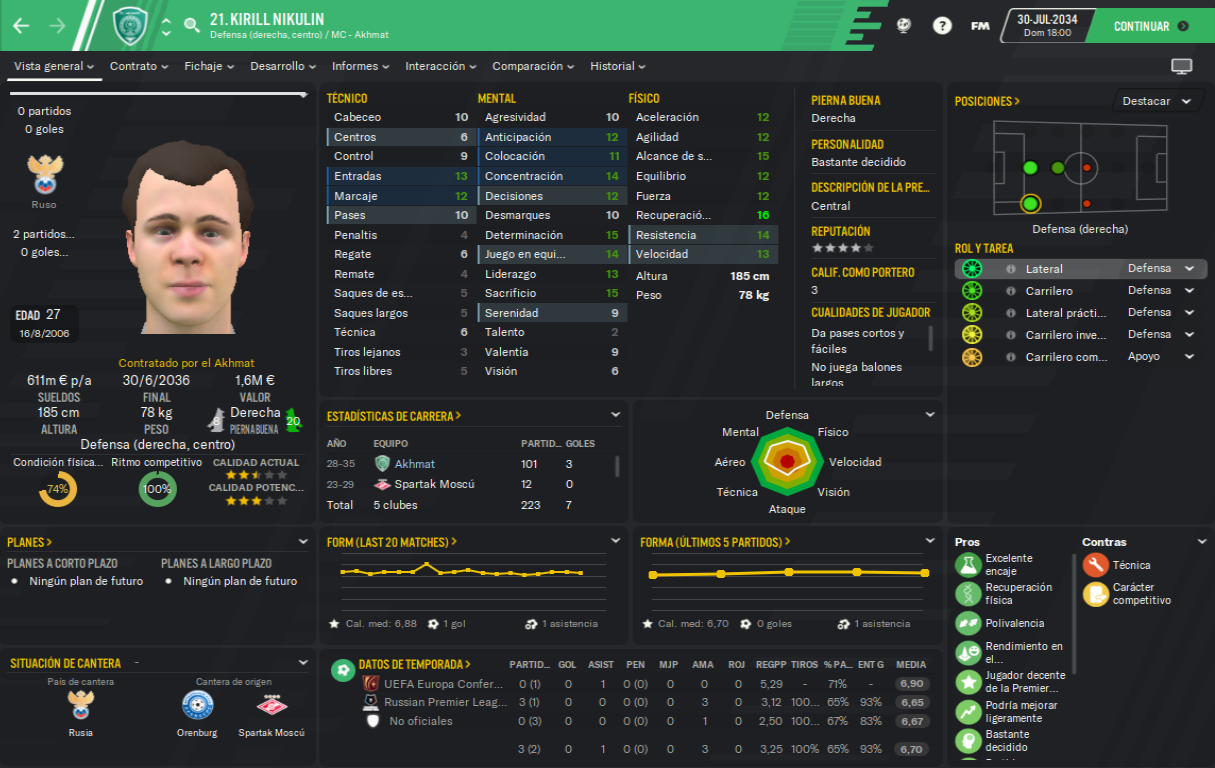 21. KIRILL NIKULIN
Defensa (derecha, centro) / MC - Akhmat
?
FM
30-JUL-2034
Dom 18:00
CONTINUAR
Vista general
Contrato
Fichaje
Desarrollo
Informes
Interacción
Comparación
Historial
0 partidos
0 goles
Ruso
2 partidos...
0 goles...
EDAD 27
16/8/2006
Contratado por el Akhmat
611m € p/a 30/6/2036 1,6M €
SUELDOS FINAL VALOR
185 cm 78 kg 8 Derecha 20
ALTURA PESO PIERNA BUENA
Defensa (derecha, centro)
Condición física... Ritmo competitivo CALIDAD ACTUAL
74% 100%
CALIDAD POTENC...
TÉCNICO
Cabeceo 10
Centros 6
Control 9
Entradas 13
Marcaje 12
Pases 10
Penaltis 4
Regate 6
Remate 4
Saques de es... 5
Saques largos 5
Técnica 6
Tiros lejanos 3
Tiros libres 5
MENTAL
Agresividad 10
Anticipación 12
Colocación 11
Concentración 14
Decisiones 12
Desmarques 10
Determinación 15
Juego en equi... 14
Liderazgo 13
Sacrificio 15
Serenidad 9
Talento 2
Valentía 9
Visión 6
FÍSICO
Aceleración 12
Agilidad 12
Alcance de s... 15
Equilibrio 12
Fuerza 12
Recuperació... 16
Resistencia 14
Velocidad 13
Altura 185 cm
Peso 78 kg
PIERNA BUENA
Derecha
PERSONALIDAD
Bastante decidido
DESCRIPCIÓN DE LA PRE...
Central
REPUTACIÓN
CALIF. COMO PORTERO
3
CUALIDADES DE JUGADOR
Da pases cortos y
fáciles
No juega balones
largos
POSICIONES >
Destacar
Defensa (derecha)
ROL Y TAREA
Lateral Defensa
Carrilero Defensa
Lateral prácti... Defensa
Carrilero inve... Defensa
Carrilero com... Apoyo
ESTADÍSTICAS DE CARRERA >
AÑO EQUIPO PARTID... GOLES
28-35 Akhmat 101 3
23-29 Spartak Moscú 12 0
Total 5 clubes 223 7
Defensa
Mental Físico
Aéreo Velocidad
Técnica Visión
Ataque
PLANES >
PLANES A CORTO PLAZO PLANES A LARGO PLAZO
Ningún plan de futuro Ningún plan de futuro
FORM (LAST 20 MATCHES) >
Cal. med: 6,88 1 gol 1 asistencia
FORMA (ÚLTIMOS 5 PARTIDOS) >
Cal. med: 6,70 0 goles 1 asistencia
Pros
Excelente
encaje
Recuperación
física
Polivalencia
Rendimiento en
el...
Jugador decente
de la Premier...
Podría mejorar
ligeramente
Bastante
decidido
Contras
Técnica
Carácter
competitivo
SITUACIÓN DE CANTERA -
País de cantera Cantera de origen
Rusia Orenburg Spartak Moscú
DATOS DE TEMPORADA > PARTID... GOL ASIST PEN MJP AMA ROJ REGPP TIROS % PA... ENT G MEDIA
UEFA Europa Confer... 0 (1) 0 1 0 (0) 0 0 0 5,29 71% - 6,90
Russian Premier Leag... 3 (1) 0 0 0 (0) 0 3 0 3,12 100... 65% 93% 6,65
No oficiales 0 (3) 0 0 0 (0) 0 1 0 2,50 100... 67% 83% 6,67
3 (2) 0 1 0 (0) 0 3 0 3,25 100% 65% 93% 6,70